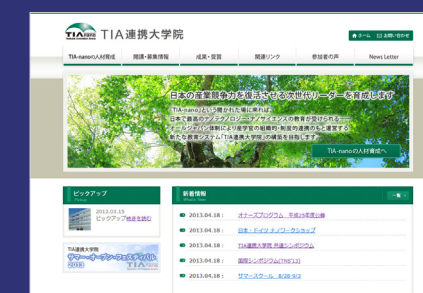 TIA nano TIA連携大学院
ホーム お問い合わせ
TIA-nanoの人材育成 開講・募集情報 成果・受賞 関連リンク 参加者の声 News Letter
日本の産業競争力を復活させる次世代リーダーを育成します
「TIA-nano」という開かれた場に来れば、
日本で最高のナノテクノロジー・ナノサイエンスの教育が受けられる――
オールジャパン体制により産学官の組織的・制度的連携のもと運営する
新たな教育システム「TIA連携大学院」の構築を目指します。
TIA-nanoの人材育成へ
ピックアップ
Pickup
2013.03.19
ピックアップ続きを読む
TIA連携大学院
サマー・オープン・フェスティバル
2013 TIA
新着情報
What's New
一覧
2013.04.18： オナーズプログラム 平成25年度公募
2013.04.18： 日本・ドイツ ナノワークショップ
2013.04.18： TIA連携大学院 共通シンポジウム
2013.04.18： 国際シンポジウム(TNS'13)
2013.04.18： サマースクール 8/26-9/3